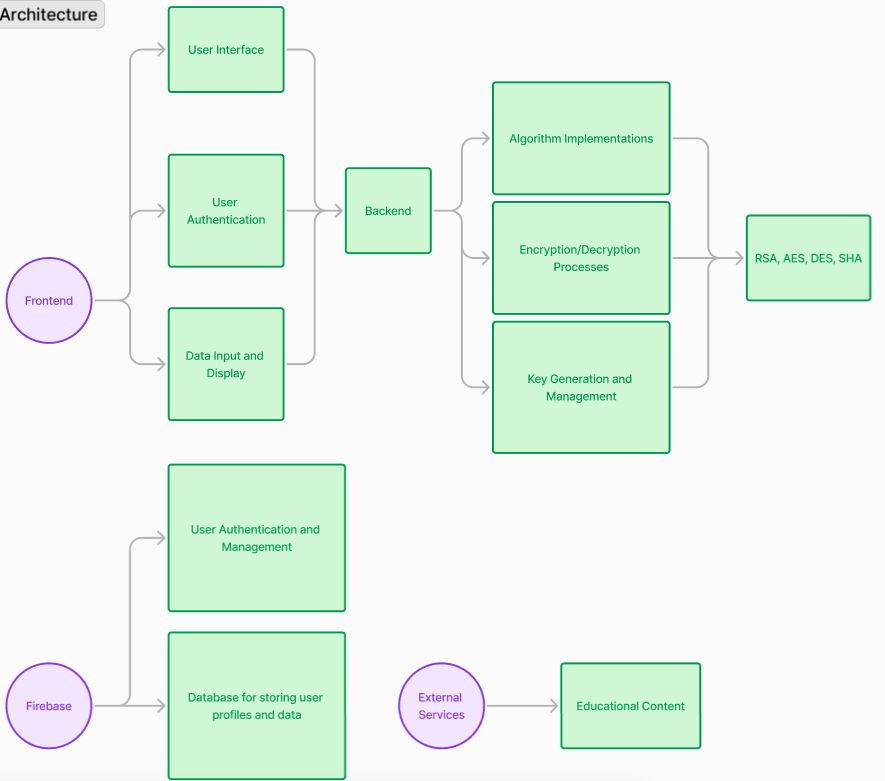 Architecture
User Interface
User
Authentication
Data Input and
Display
Frontend
Backend
Algorithm Implementations
Encryption/Decryption
Processes
Key Generation and
Management
RSA, AES, DES, SHA
User Authentication and
Management
Firebase
Database for storing user
profiles and data
External
Services
Educational Content